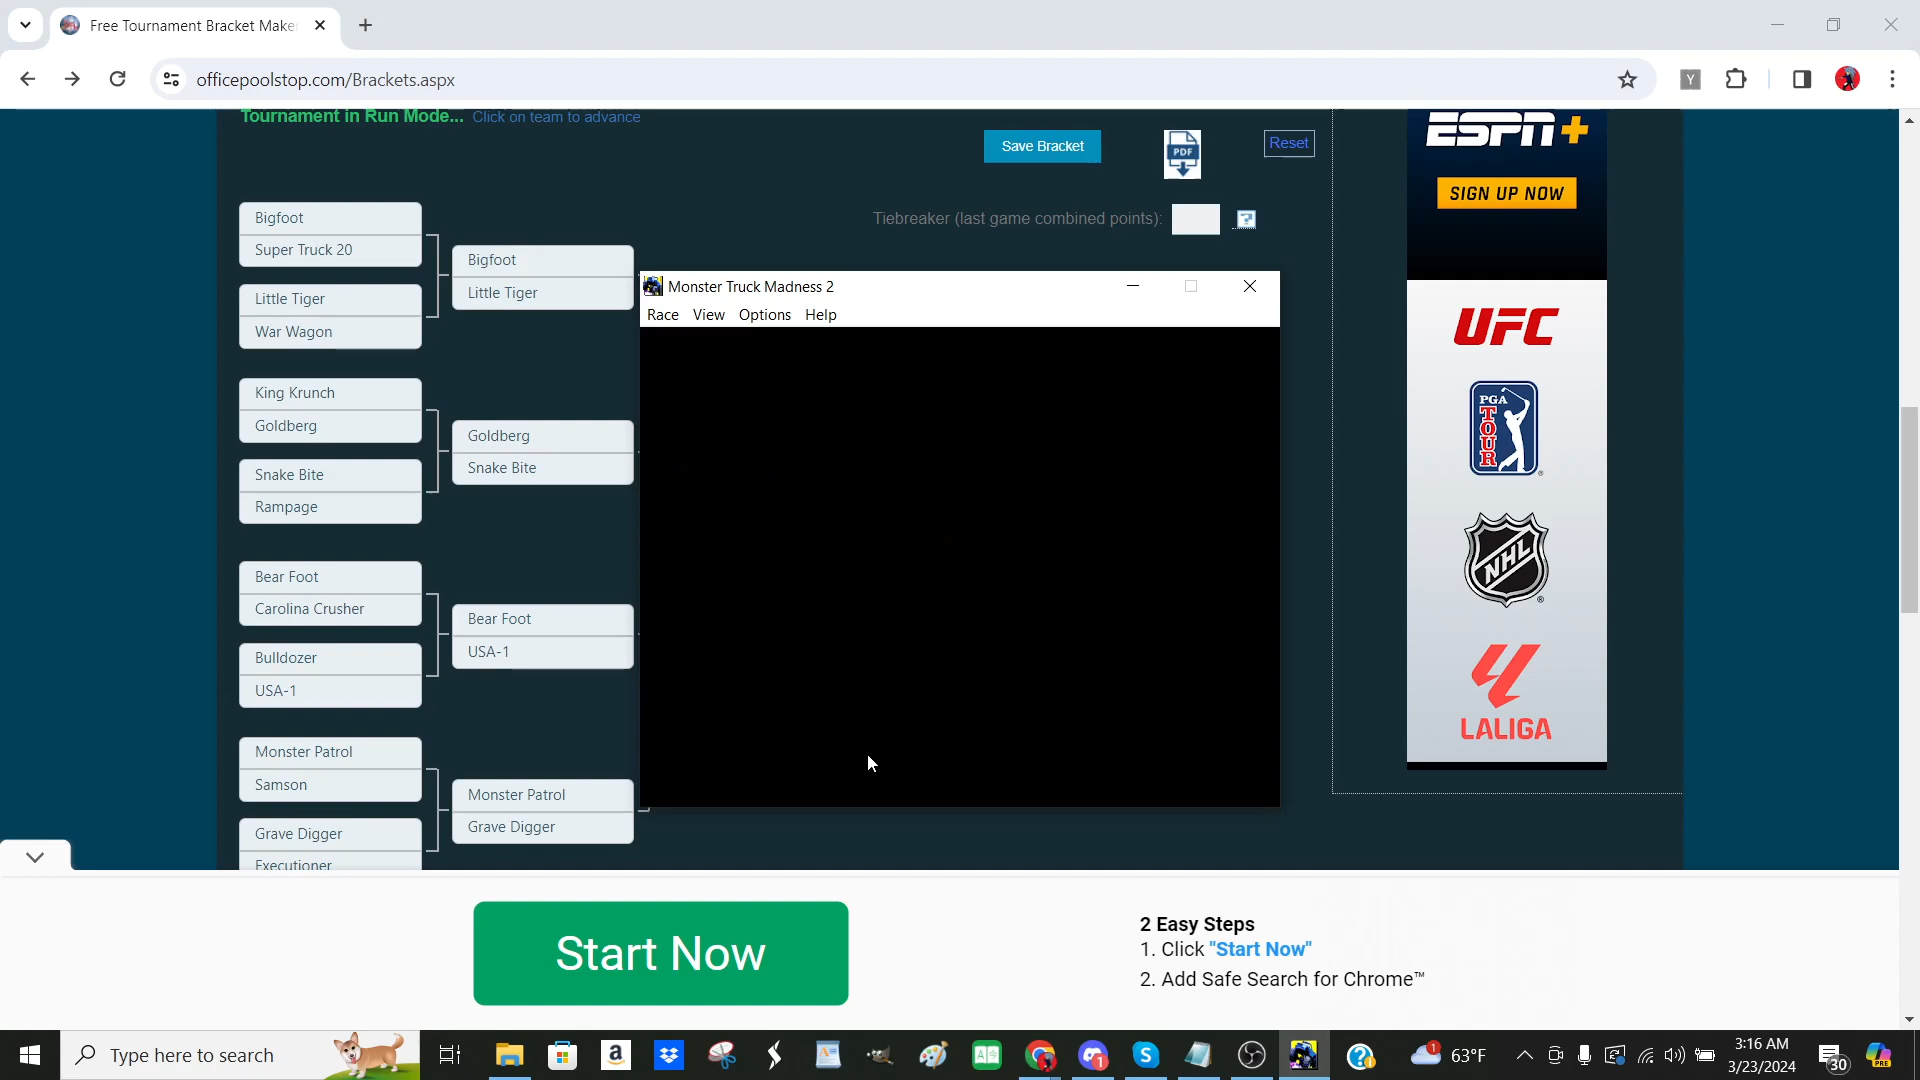 Free Tournament Bracket Make
officepoolstop.com/Brackets.aspx
Tournament in Run Mode... Click on team to advance
Save Bracket
PDF
Reset
Tiebreaker (last game combined points):
Bigfoot
Super Truck 20
Little Tiger
War Wagon
King Krunch
Goldberg
Snake Bite
Rampage
Bear Foot
Carolina Crusher
Bulldozer
USA-1
Monster Patrol
Samson
Grave Digger
Executioner
Bigfoot
Little Tiger
Goldberg
Snake Bite
Bear Foot
USA-1
Monster Patrol
Grave Digger
Monster Truck Madness 2
Race View Options Help
ESPN+
SIGN UP NOW
UFC
PGA
TOUR
NHL
LALIGA
Start Now
2 Easy Steps
1. Click "Start Now"
2. Add Safe Search for Chrome™
Type here to search
63°F
3:16 AM
3/23/2024
30